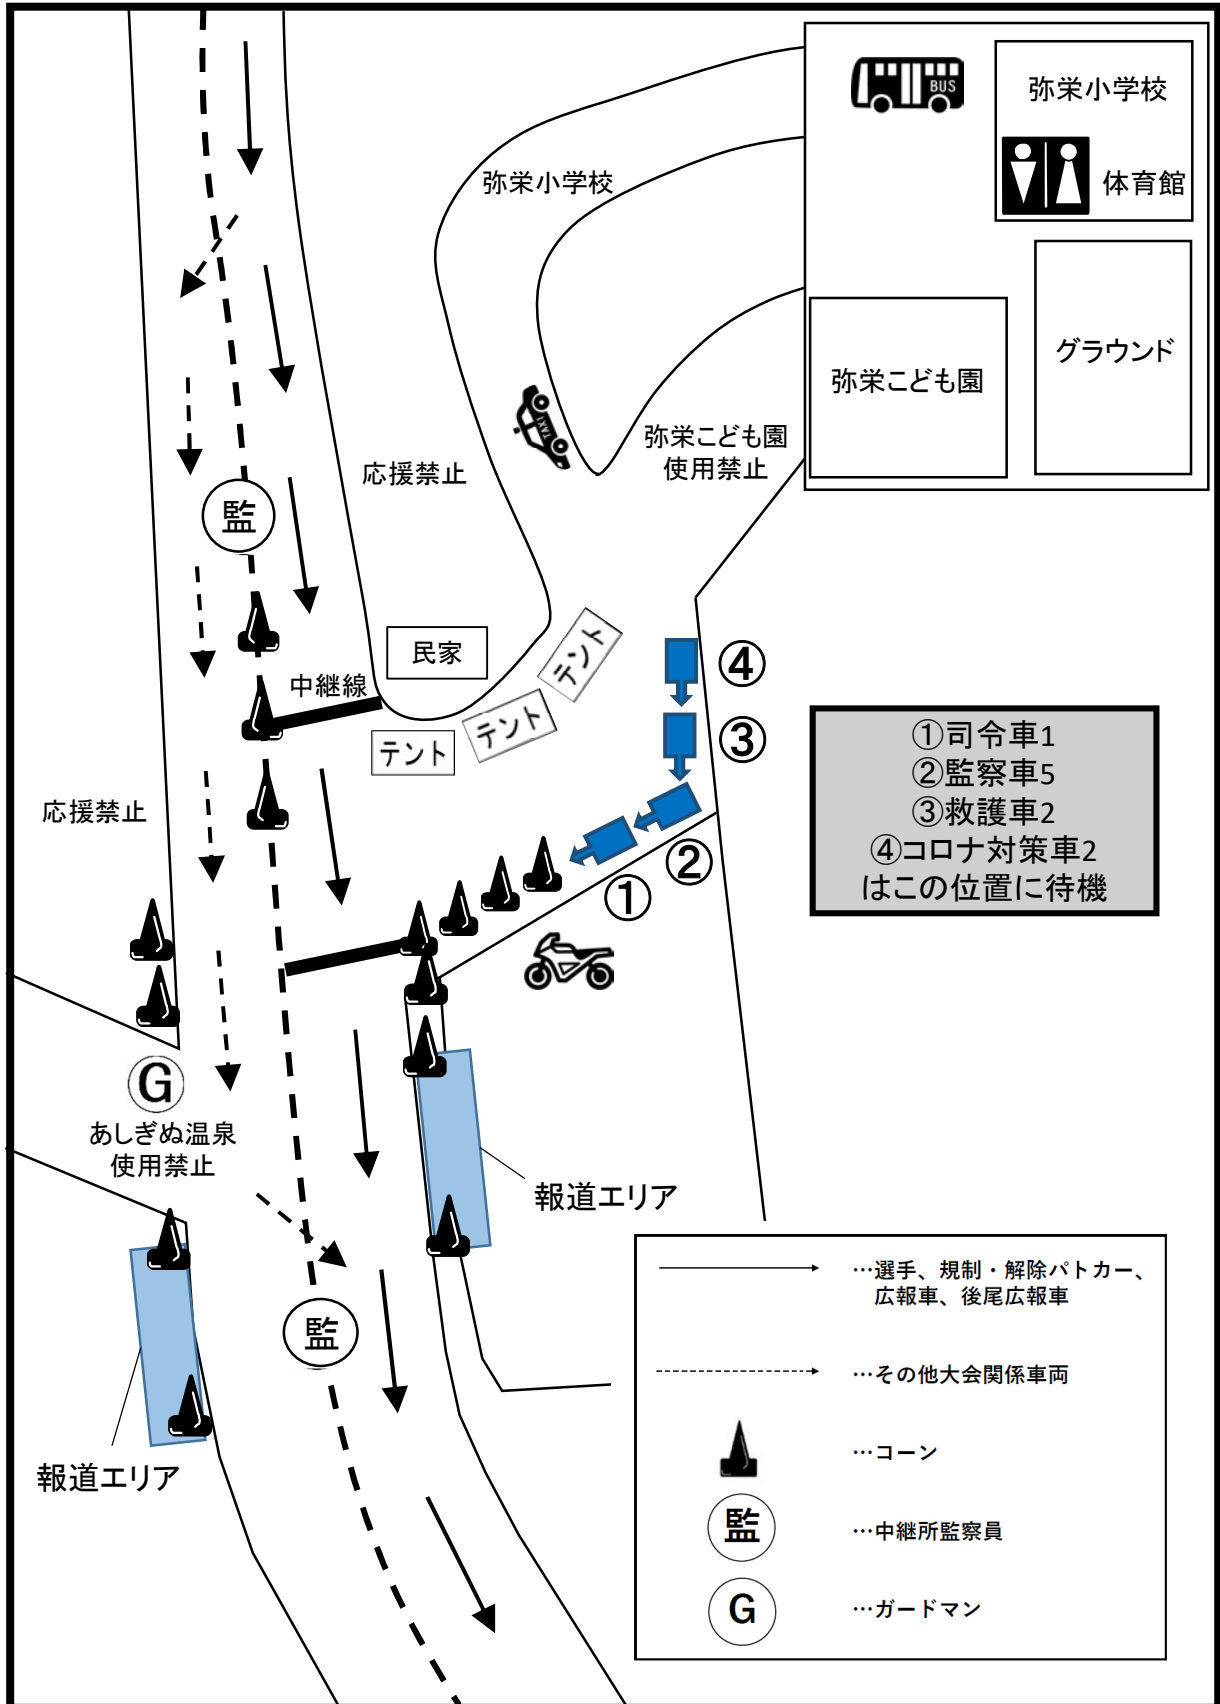 BUS
弥栄小学校
体育館
弥栄小学校
グラウンド
弥栄こども園
TAXI
弥栄こども園
使用禁止
応援禁止
監
民家
テント
テント
テント
中継線
④
③
②
①
①司令車1
②監察車5
③救護車2
④コロナ対策車2
はこの位置に待機
応援禁止
G
あしぎぬ温泉
使用禁止
報道エリア
監
報道エリア
…選手、規制・解除パトカー、
広報車、後尾広報車
…その他大会関係車両
…コーン
監
…中継所監察員
G
…ガードマン